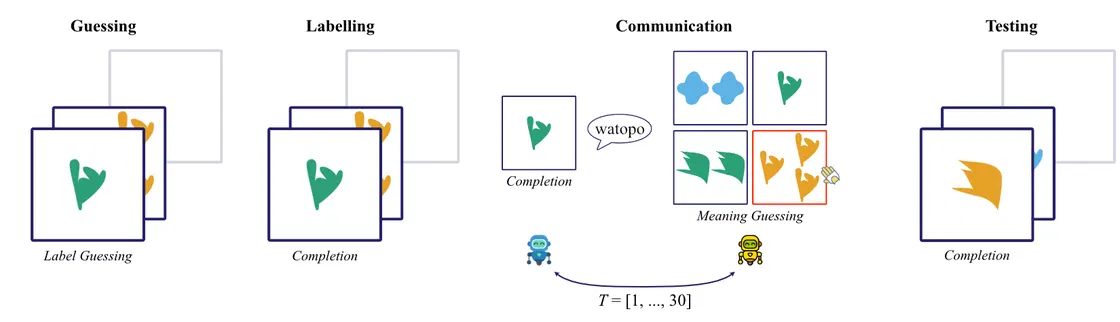 Guessing
Labelling
Communication
Testing
watopo
Completion
Meaning Guessing
Label Guessing
Completion
Completion
T = [1, ..., 30]